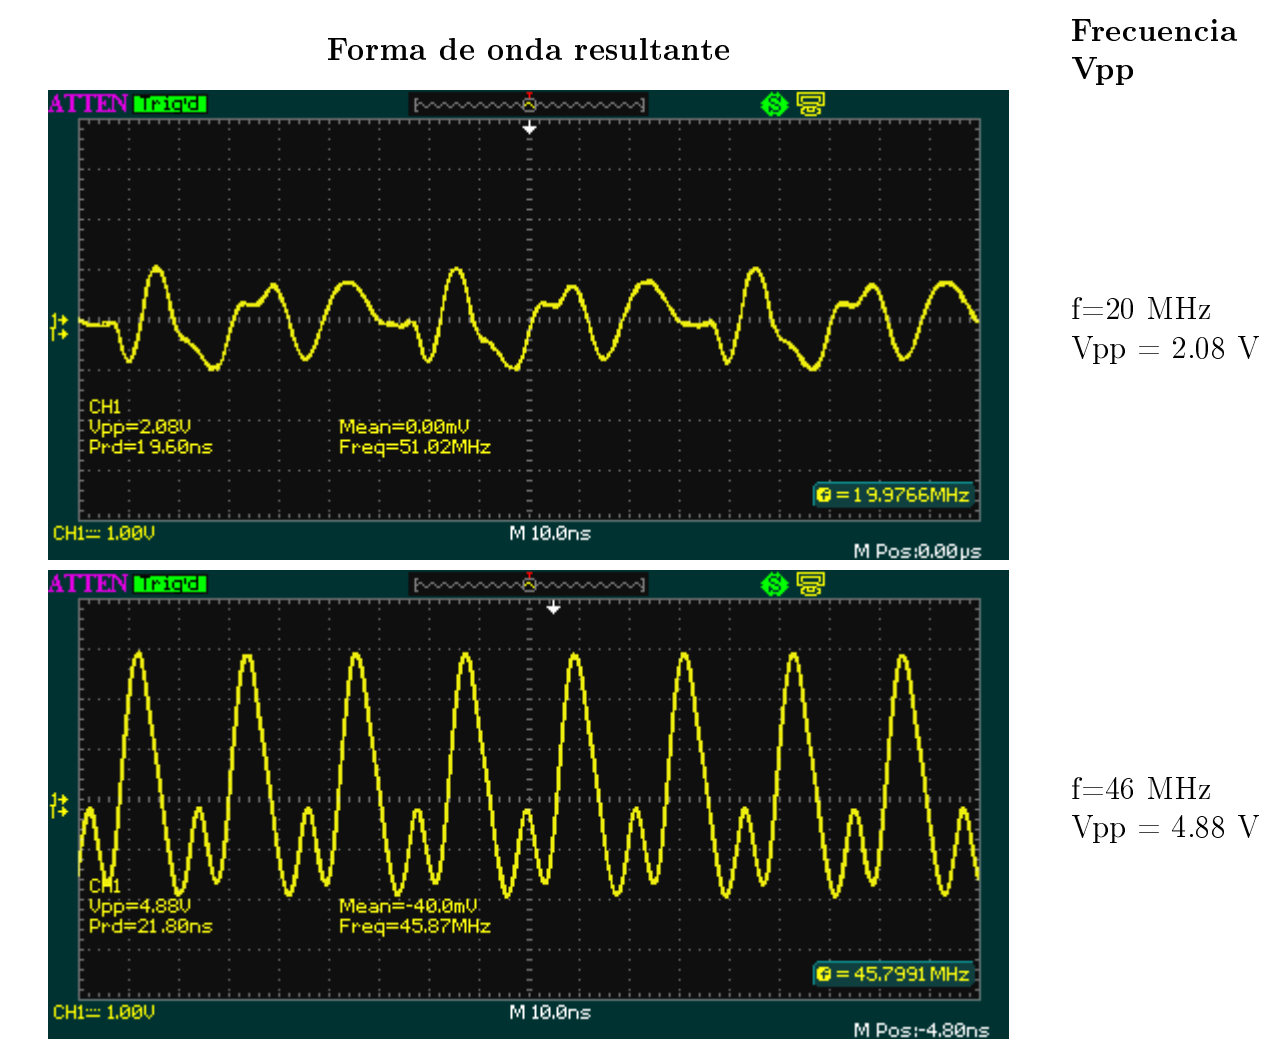 Forma de onda resultante
Frecuencia
Vpp
ATTEN Trig'd
CH1
Vpp=2.08V Mean=0.00mV
Prd=19.60ns Freq=51.02MHz
f=19.9766MHz
CH1 1.00V M 10.0ns
M Pos:0.00µs
f=20 MHz
Vpp = 2.08 V
ATTEN Trig'd
CH1
Vpp=4.88V Mean=-40.0mV
Prd=21.80ns Freq=45.87MHz
f=45.7991MHz
CH1 1.00V M 10.0ns
M Pos:-4.80ns
f=46 MHz
Vpp = 4.88 V